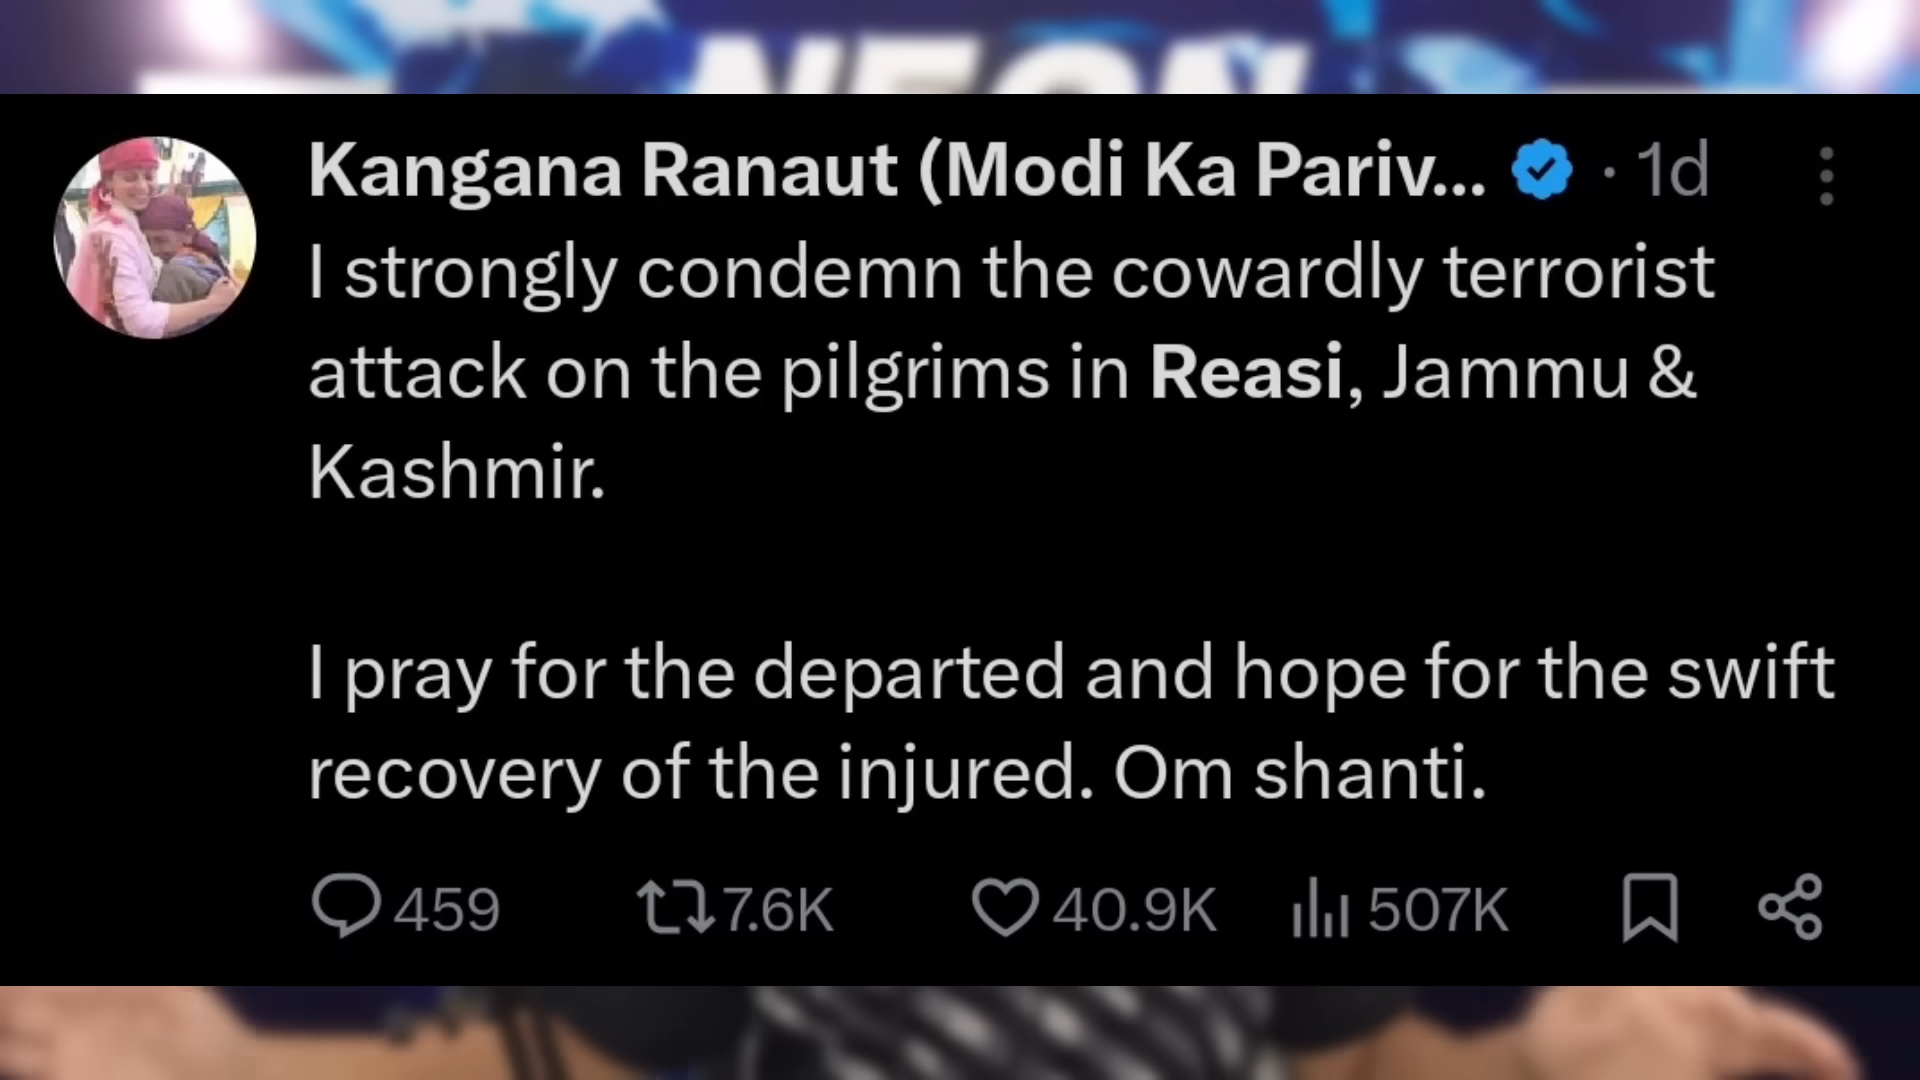 NEON
Kangana Ranaut (Modi Ka Pariv... · 1d
I strongly condemn the cowardly terrorist
attack on the pilgrims in Reasi, Jammu &
Kashmir.
I pray for the departed and hope for the swift
recovery of the injured. Om shanti.
459 7.6K 40.9K 507K